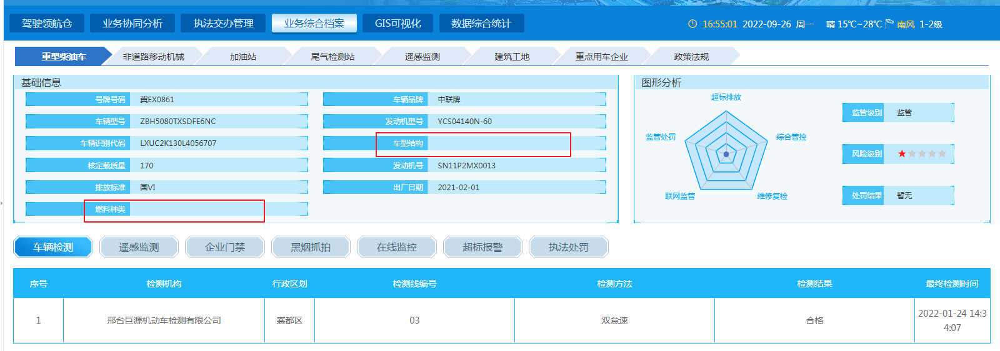 驾驶领航仓 业务协同分析 执法交办管理 业务综合档案 GIS可视化 数据综合统计 16:55:01 2022-09-26 周一 晴 15℃~28℃ 南风 1-2级
重型柴油车 非道路移动机械 加油站 尾气检测站 遥感监测 建筑工地 重点用车企业 政策法规
基础信息
号牌号码 冀EX0861 车辆品牌 中联牌
车辆型号 ZBH5080TXSDFE6NC 发动机型号 YCS04140N-60
车辆识别代码 LXUC2K130L4056707 车型结构
核定载质量 170 发动机号 SN11P2MX0013
排放标准 国VI 出厂日期 2021-02-01
燃料种类
图形分析
超标排放
监管处罚 综合管控
联网监管 维修复检
监管级别 监管
风险级别
处罚结果 暂无
车辆检测 遥感监测 企业门禁 黑烟抓拍 在线监控 超标报警 执法处罚
序号 检测机构 行政区划 检测线编号 检测方法 检测结果 最终检测时间
1 邢台巨源机动车检测有限公司 襄都区 03 双怠速 合格 2022-01-24 14:3
4:07